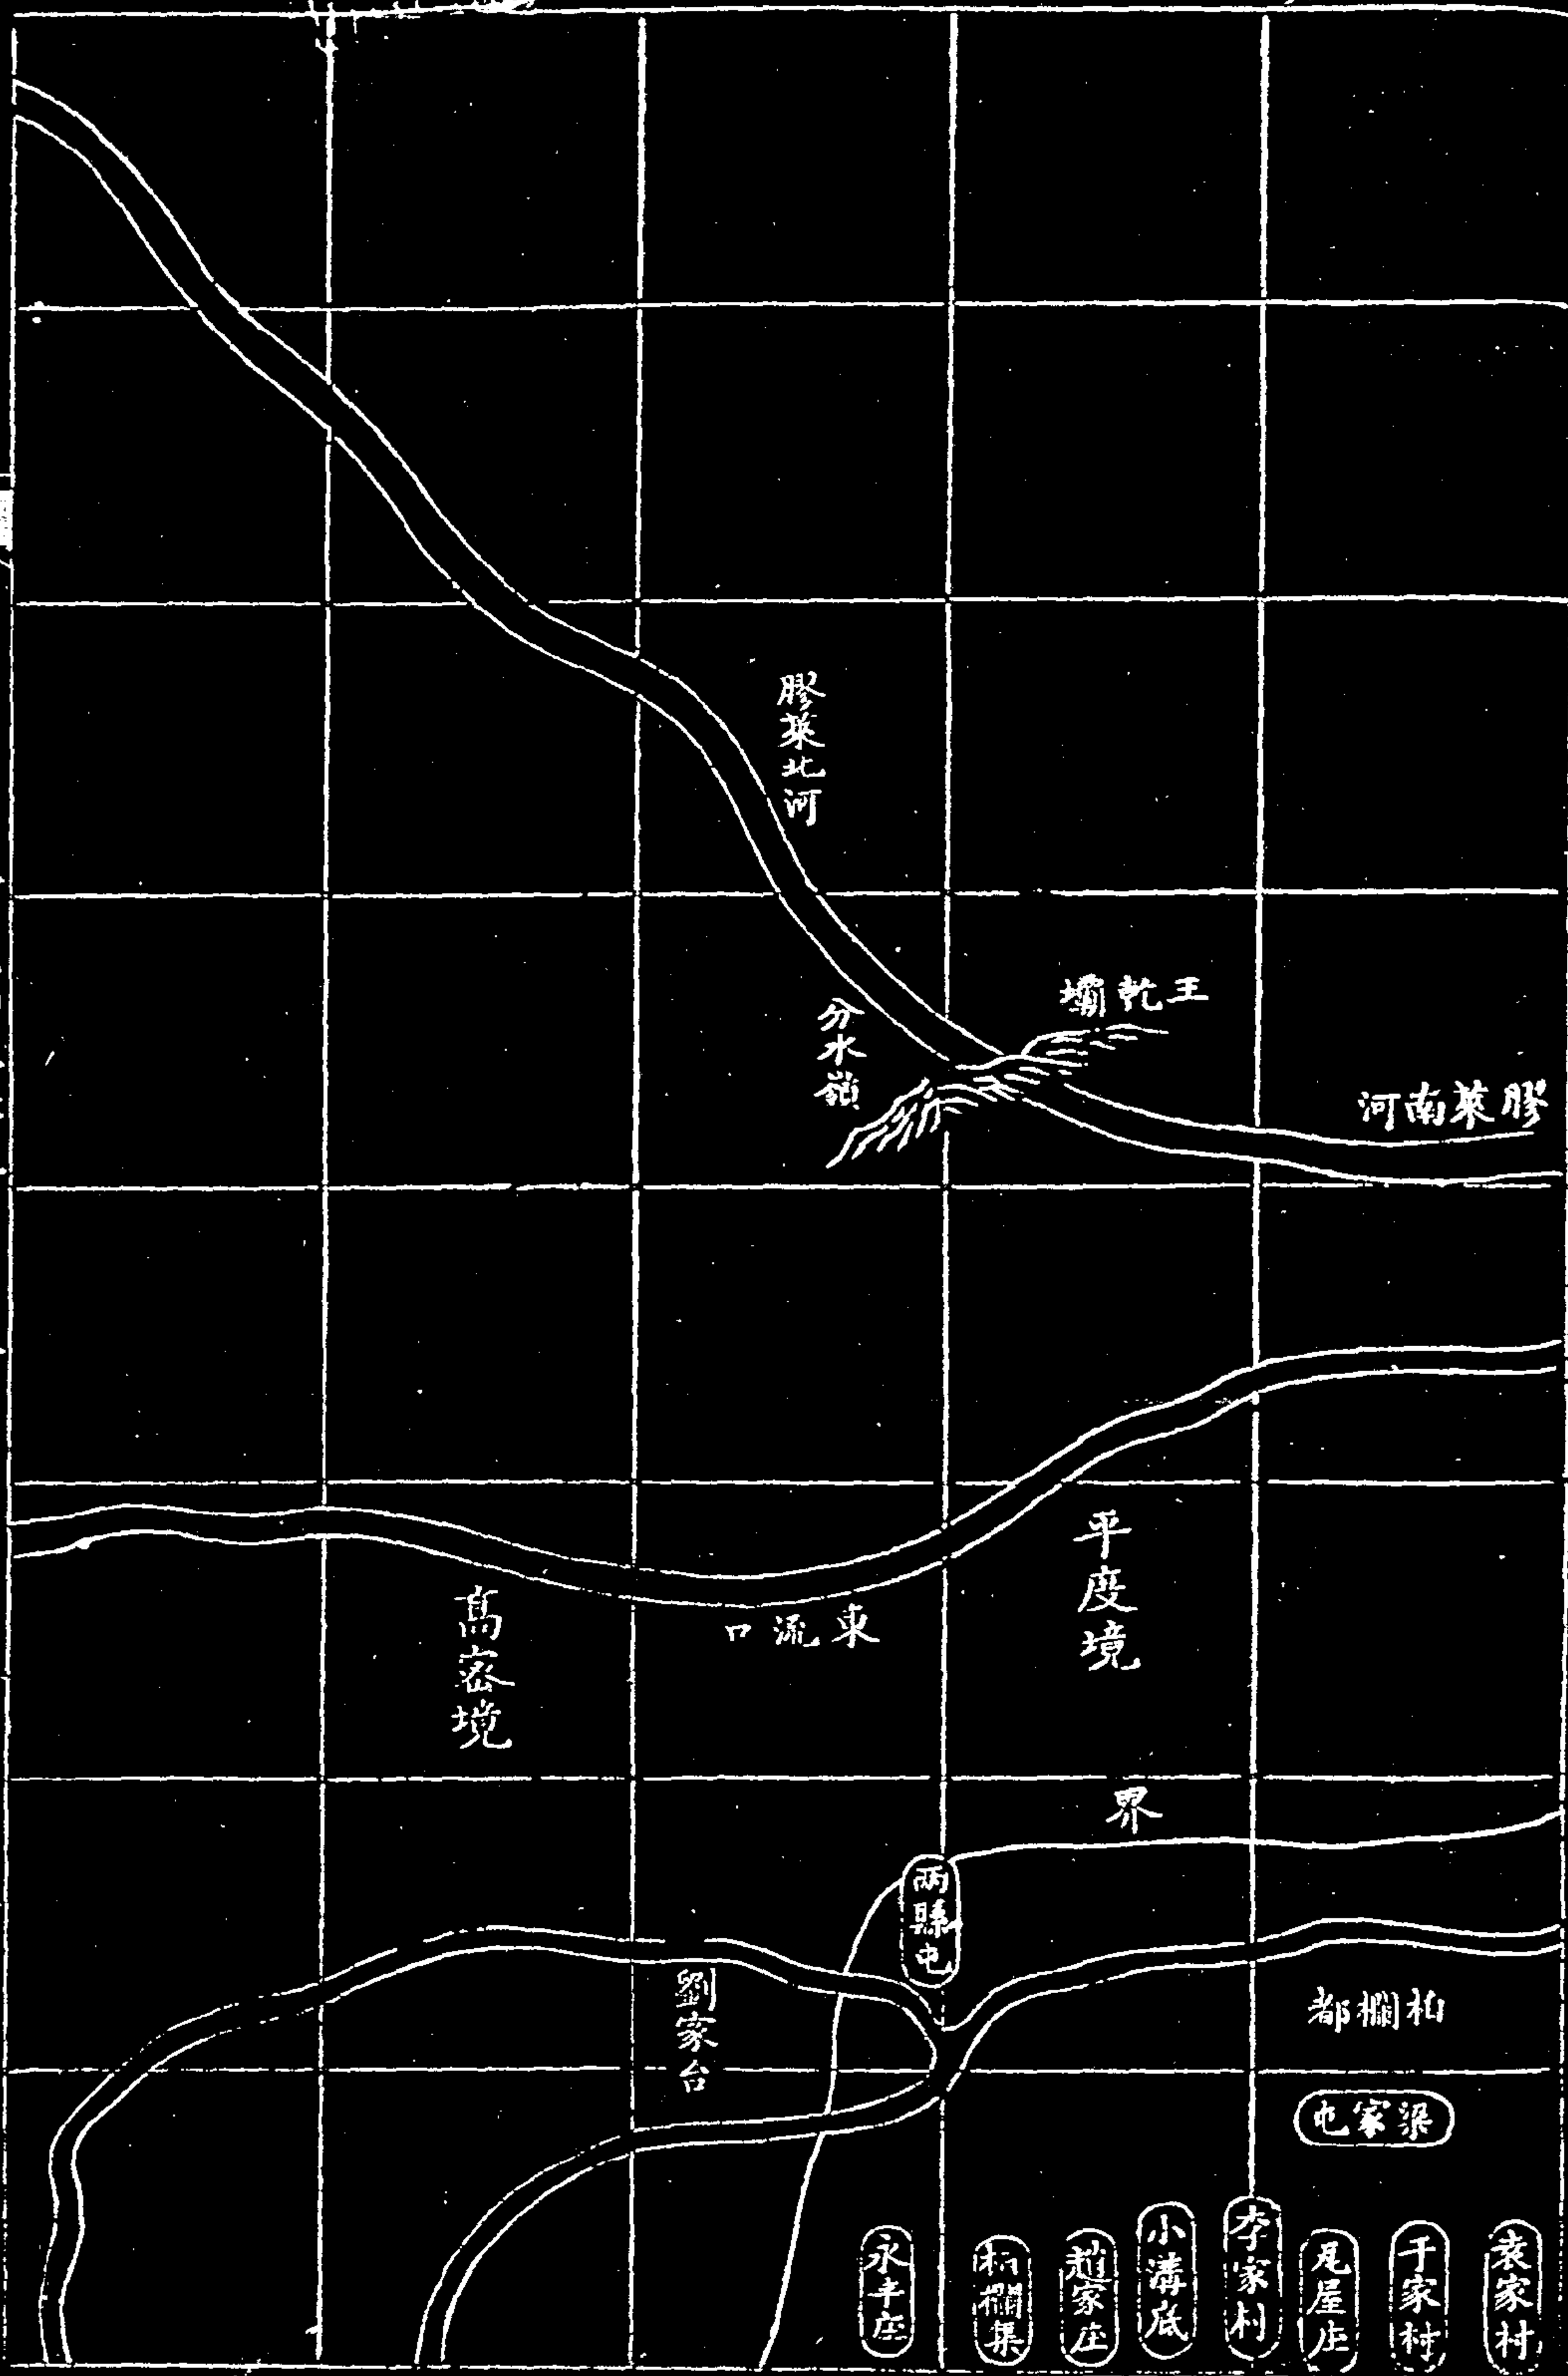 膠萊北河
王乾壩
分水嶺
膠萊南河
平度境
東流口
高密境
界
兩縣屯
劉家台
柏欄都
梁家屯
袁家村
于家村
瓦屋庄
李家村
小溝底
趙家庄
柏欄集
永丰庄